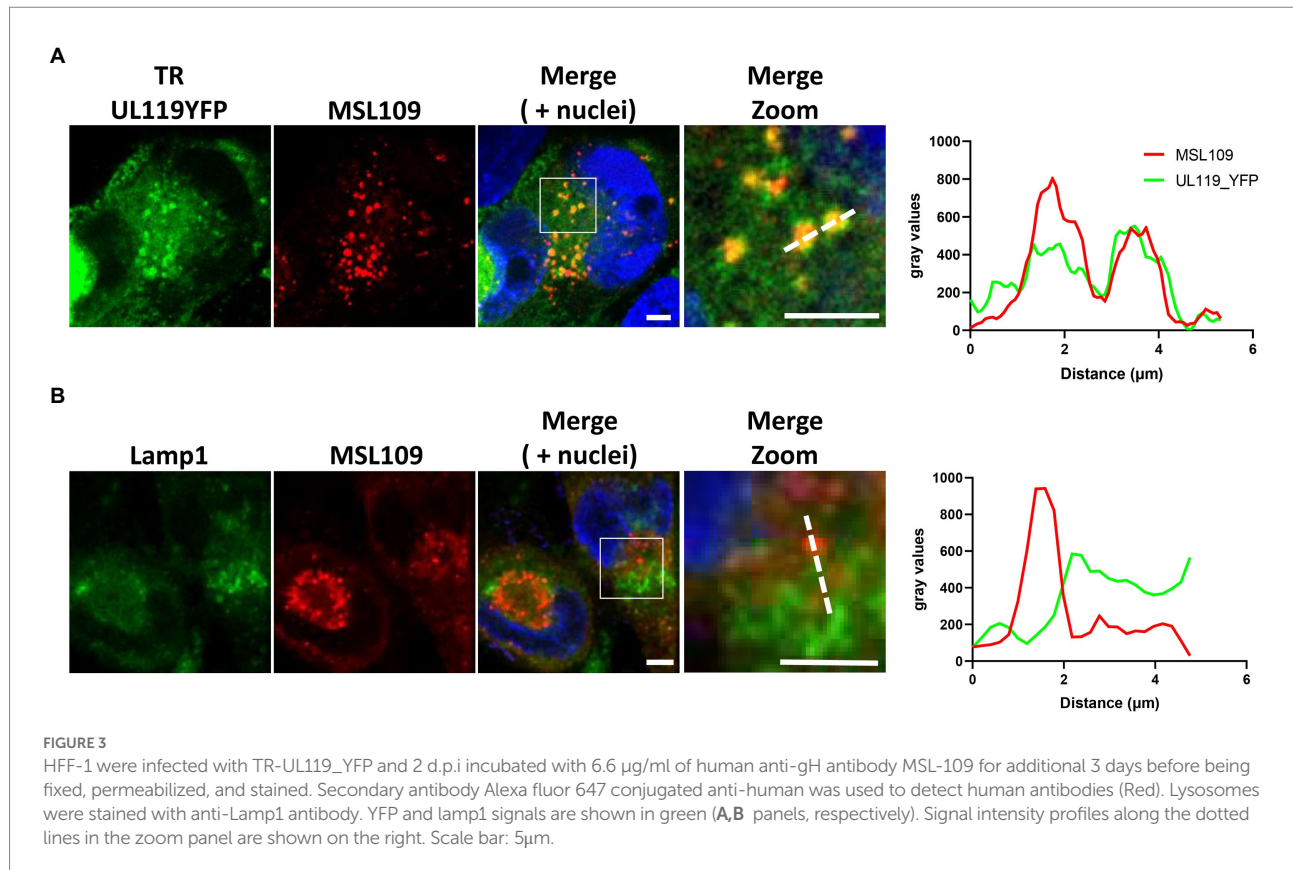 A
TR
UL119YFP
MSL109
Merge
( + nuclei)
Merge
Zoom
MSL109
UL119_YFP
gray values
1000
800
600
400
200
0
0 2 4 6
Distance (µm)
B
Lamp1
MSL109
Merge
( + nuclei)
Merge
Zoom
gray values
1000
800
600
400
200
0
0 2 4 6
Distance (µm)
FIGURE 3
HFF-1 were infected with TR-UL119_YFP and 2 d.p.i incubated with 6.6 µg/ml of human anti-gH antibody MSL-109 for additional 3 days before being
fixed, permeabilized, and stained. Secondary antibody Alexa fluor 647 conjugated anti-human was used to detect human antibodies (Red). Lysosomes
were stained with anti-Lamp1 antibody. YFP and lamp1 signals are shown in green (A,B panels, respectively). Signal intensity profiles along the dotted
lines in the zoom panel are shown on the right. Scale bar: 5µm.